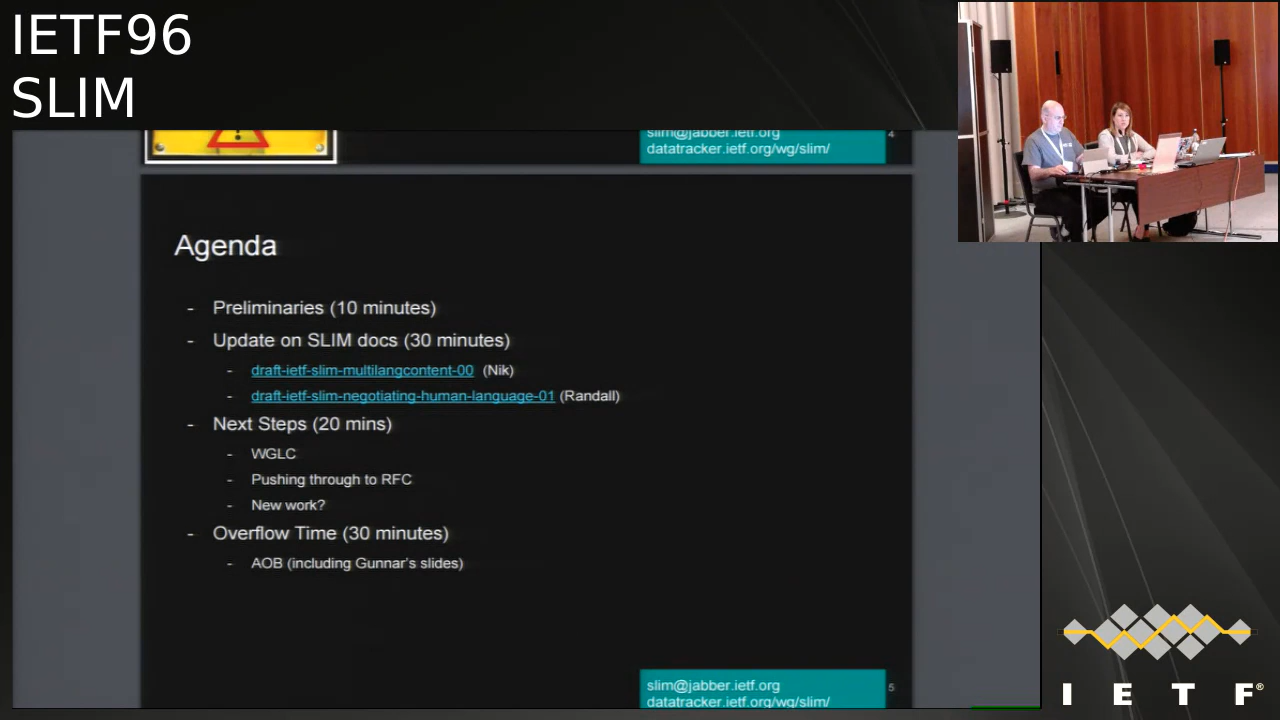 IETF96
SLIM
slim@jabber.ietf.org
4
datatracker.ietf.org/wg/slim/
Agenda
- Preliminaries (10 minutes)
- Update on SLIM docs (30 minutes)
- draft-ietf-slim-multilangcontent-00 (Nik)
- draft-ietf-slim-negotiating-human-language-01 (Randall)
- Next Steps (20 mins)
- WGLC
- Pushing through to RFC
- New work?
- Overflow Time (30 minutes)
- AOB (including Gunnar's slides)
slim@jabber.ietf.org
5
datatracker.ietf.org/wg/slim/
I E T F®